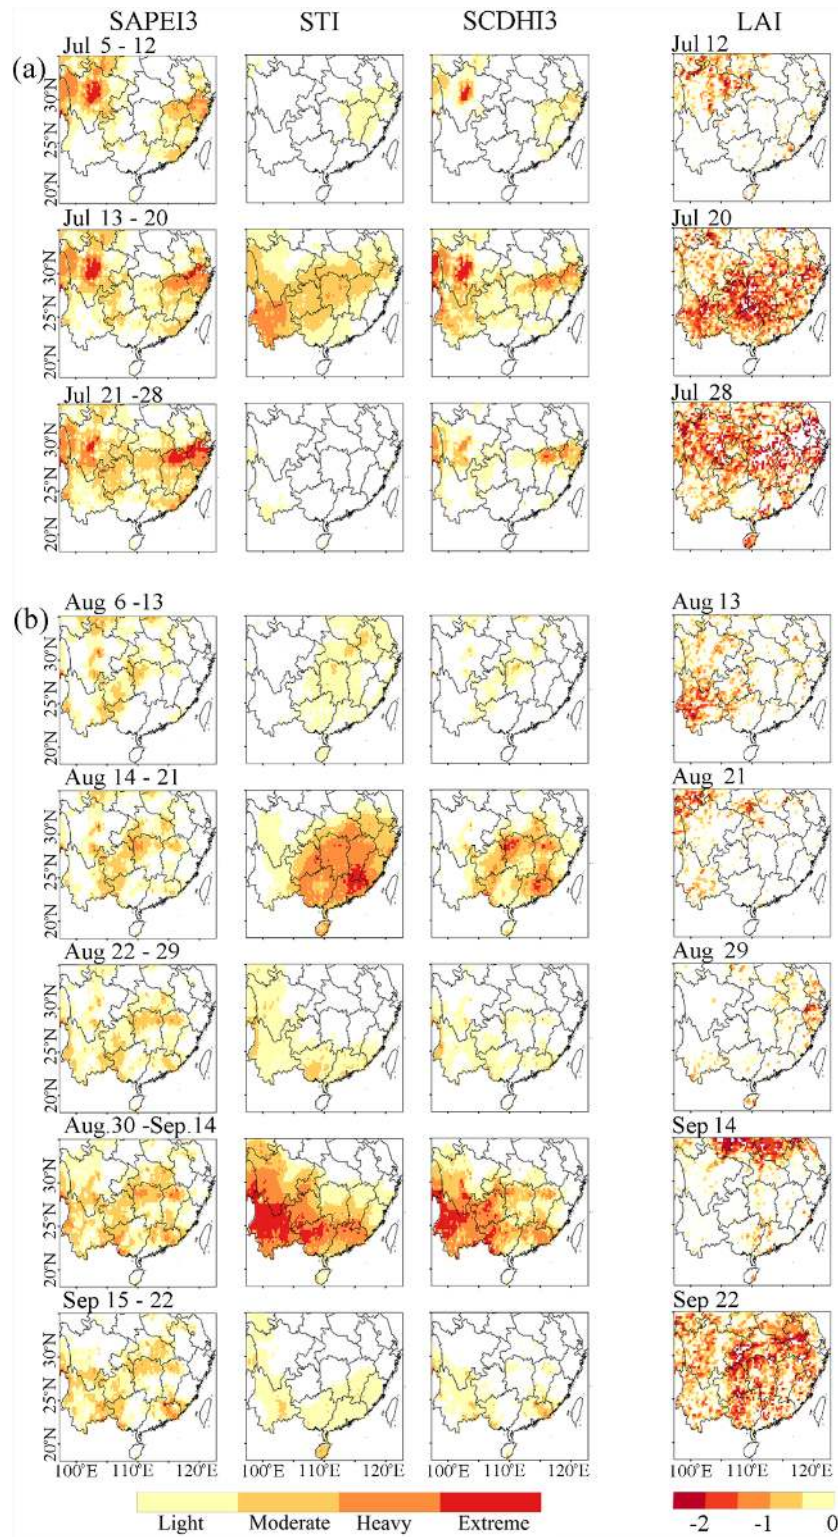 SAPEI3 STI SCDHI3 LAI
Jul 5 - 12 Jul 12
(a)
30°N
25°N
20°N
Jul 13 - 20 Jul 20
30°N
25°N
20°N
Jul 21 -28 Jul 28
30°N
25°N
20°N
Aug 6 -13 Aug 13
(b)
30°N
25°N
20°N
Aug 14 - 21 Aug 21
30°N
25°N
20°N
Aug 22 - 29 Aug 29
30°N
25°N
20°N
Aug.30 -Sep.14 Sep 14
30°N
25°N
20°N
Sep 15 - 22 Sep 22
30°N
25°N
20°N
100°E 120°E 100°E 110°E 120°E 100°E 110°E 120°E 100°E 110°E 120°E
Light Moderate Heavy Extreme -2 -1 0